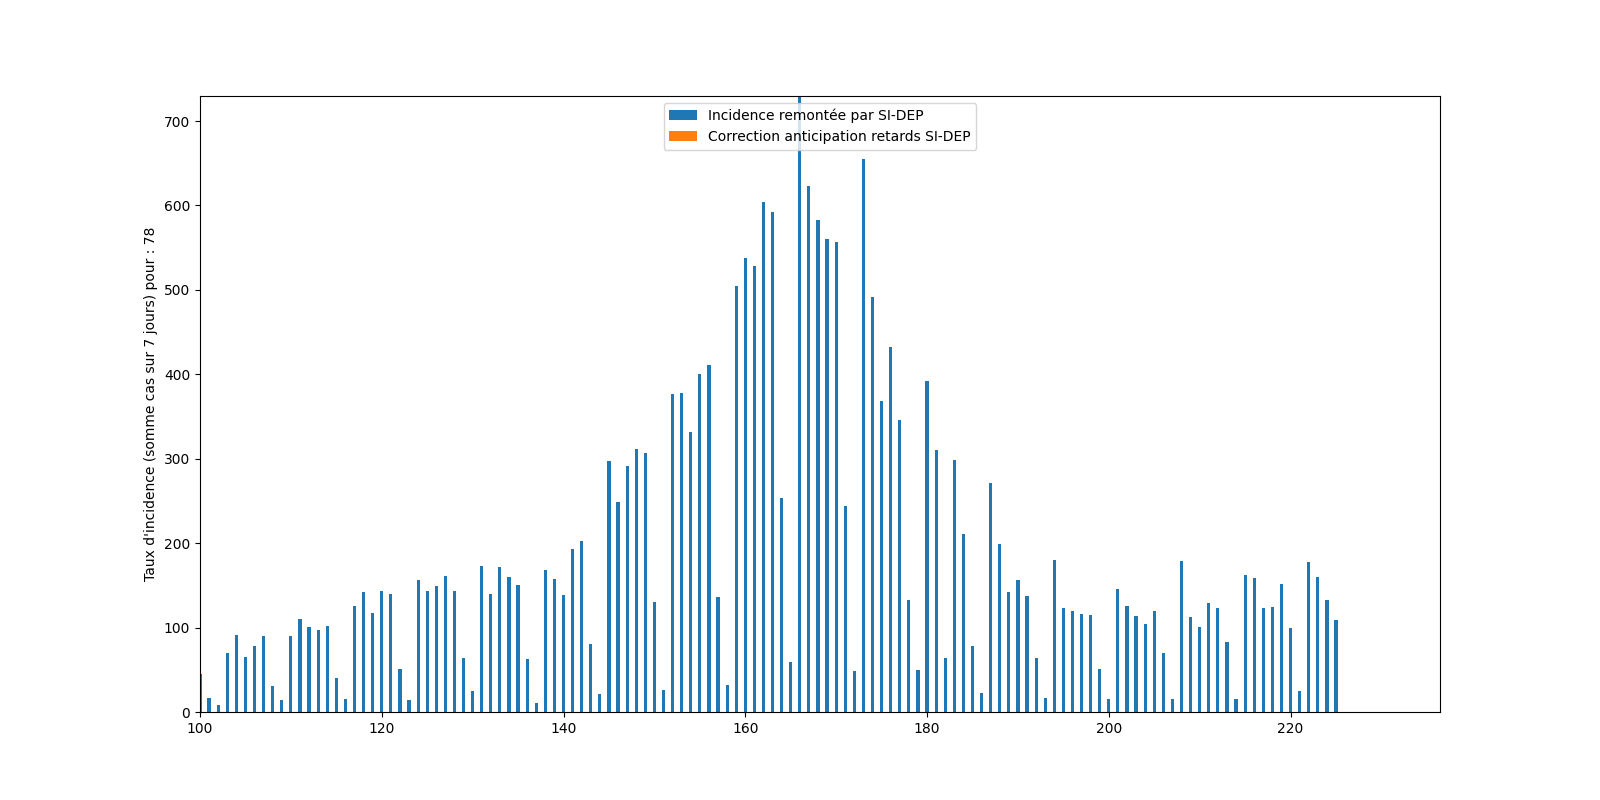 Incidence remontée par SI-DEP
Correction anticipation retards SI-DEP
Taux d'incidence (somme cas sur 7 jours) pour : 78
700
600
500
400
300
200
100
0
100 120 140 160 180 200 220